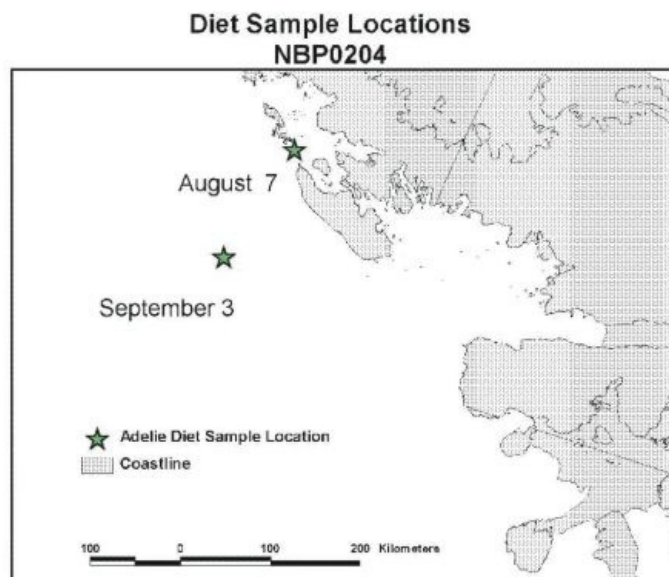 Diet Sample Locations
NBP0204
August 7
September 3
Adelie Diet Sample Location
Coastline
100 0 100 200 Kilometers